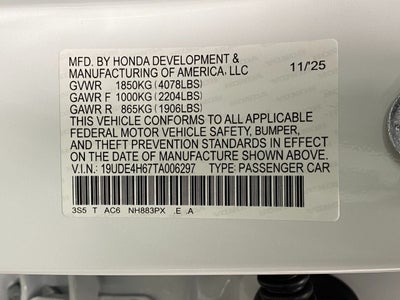 MFD. BY HONDA DEVELOPMENT &
MANUFACTURING OF AMERICA, LLC 11/'25
GVWR 1850KG (4078LBS)
GAWR F 1000KG (2204LBS)
GAWR R 865KG (1906LBS)
THIS VEHICLE CONFORMS TO ALL APPLICABLE
FEDERAL MOTOR VEHICLE SAFETY, BUMPER,
AND THEFT PREVENTION STANDARDS IN EFFECT
ON THE DATE OF MANUFACTURE SHOWN ABOVE.
V.I.N.: 19UDE4H67TA006297 TYPE: PASSENGER CAR
3S5 T AC6 NH883PX .E .A